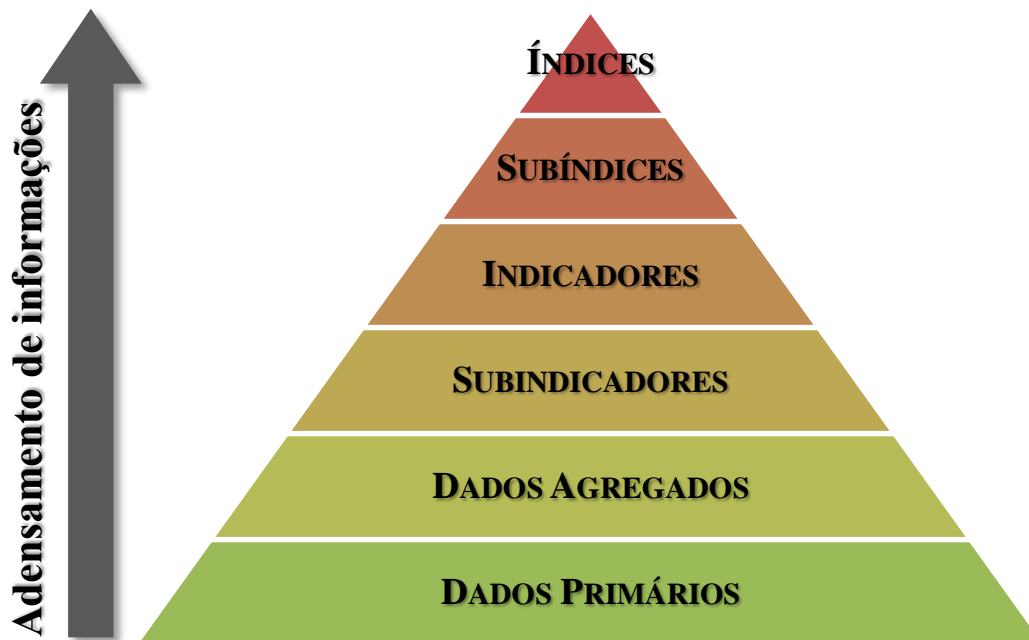 Adensamento de informações
ÍNDICES
SUBÍNDICES
INDICADORES
SUBINDICADORES
DADOS AGREGADOS
DADOS PRIMÁRIOS